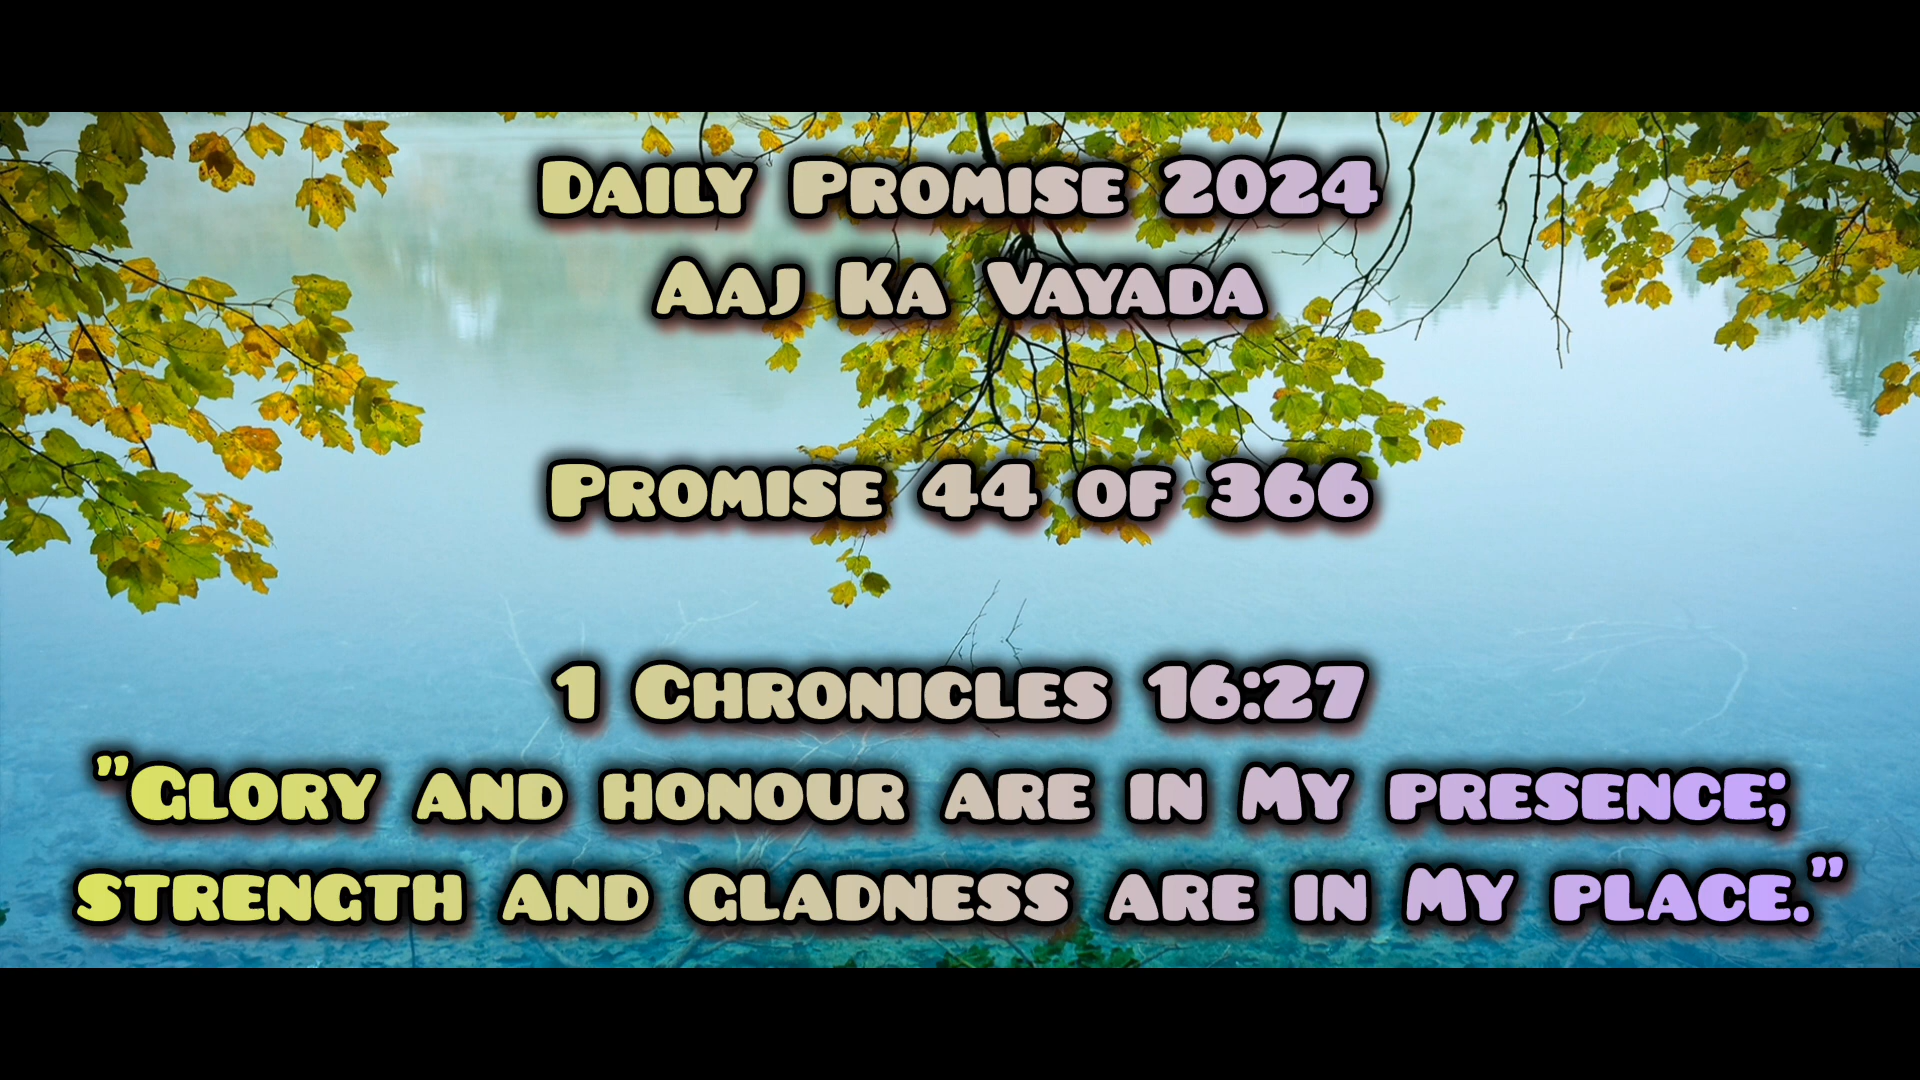 Daily Promise 2024
Aaj Ka Vayada
Promise 44 of 366
1 Chronicles 16:27
"Glory and honour are in My presence;
strength and gladness are in My place."